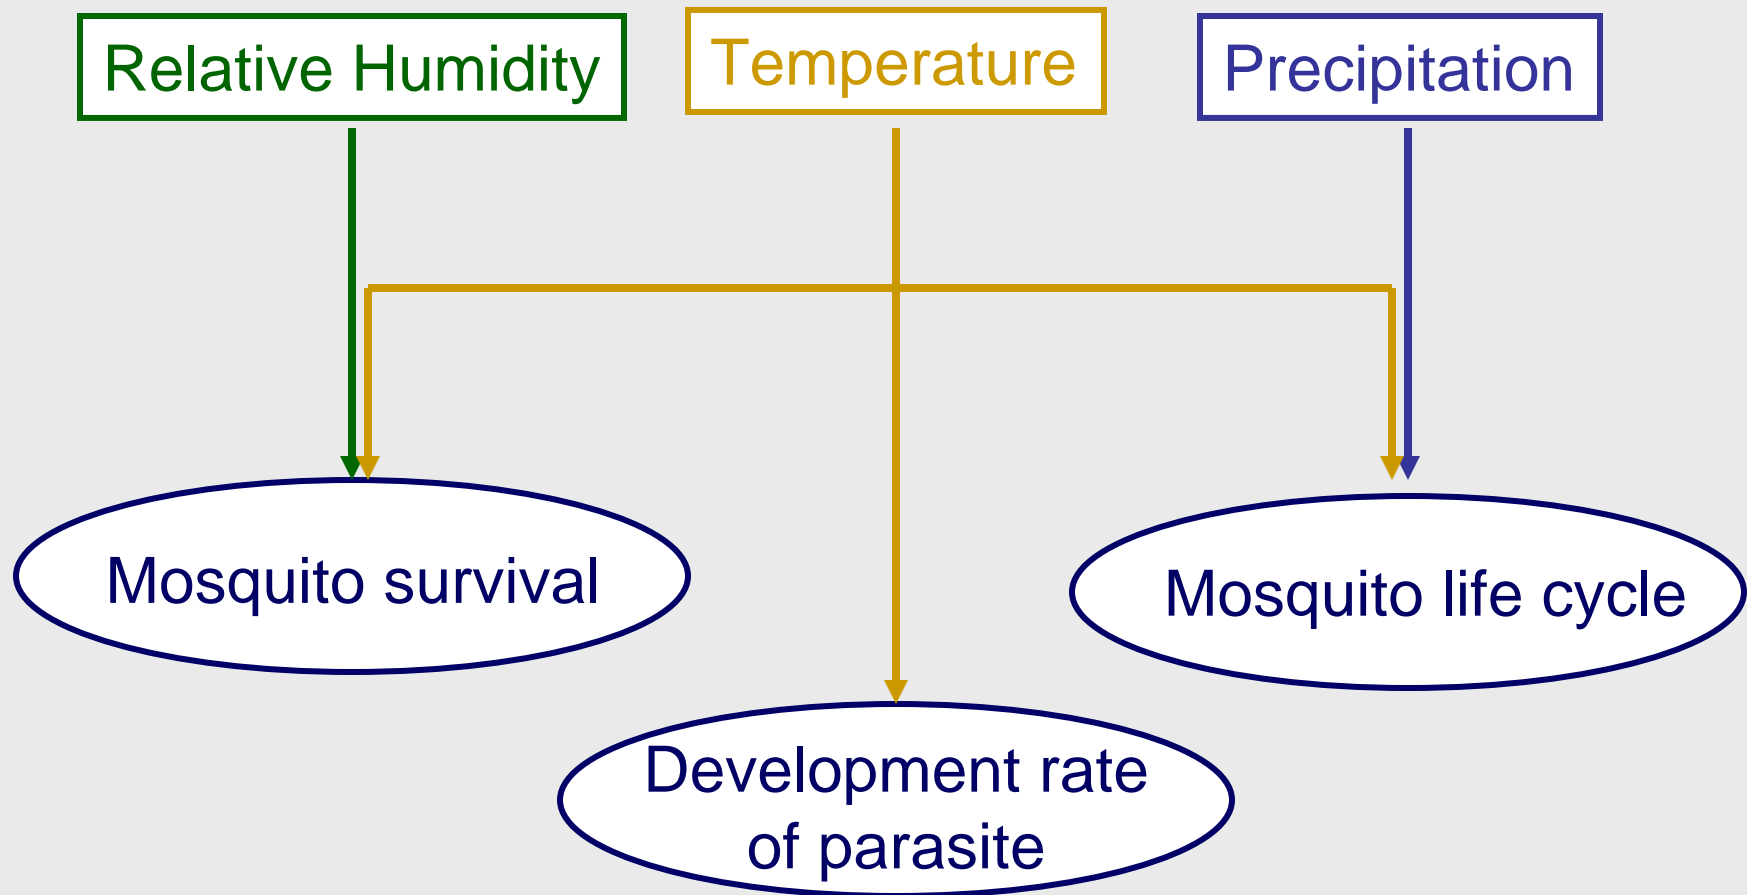 Relative Humidity
Temperature
Precipitation
Mosquito survival
Mosquito life cycle
Development rate
of parasite